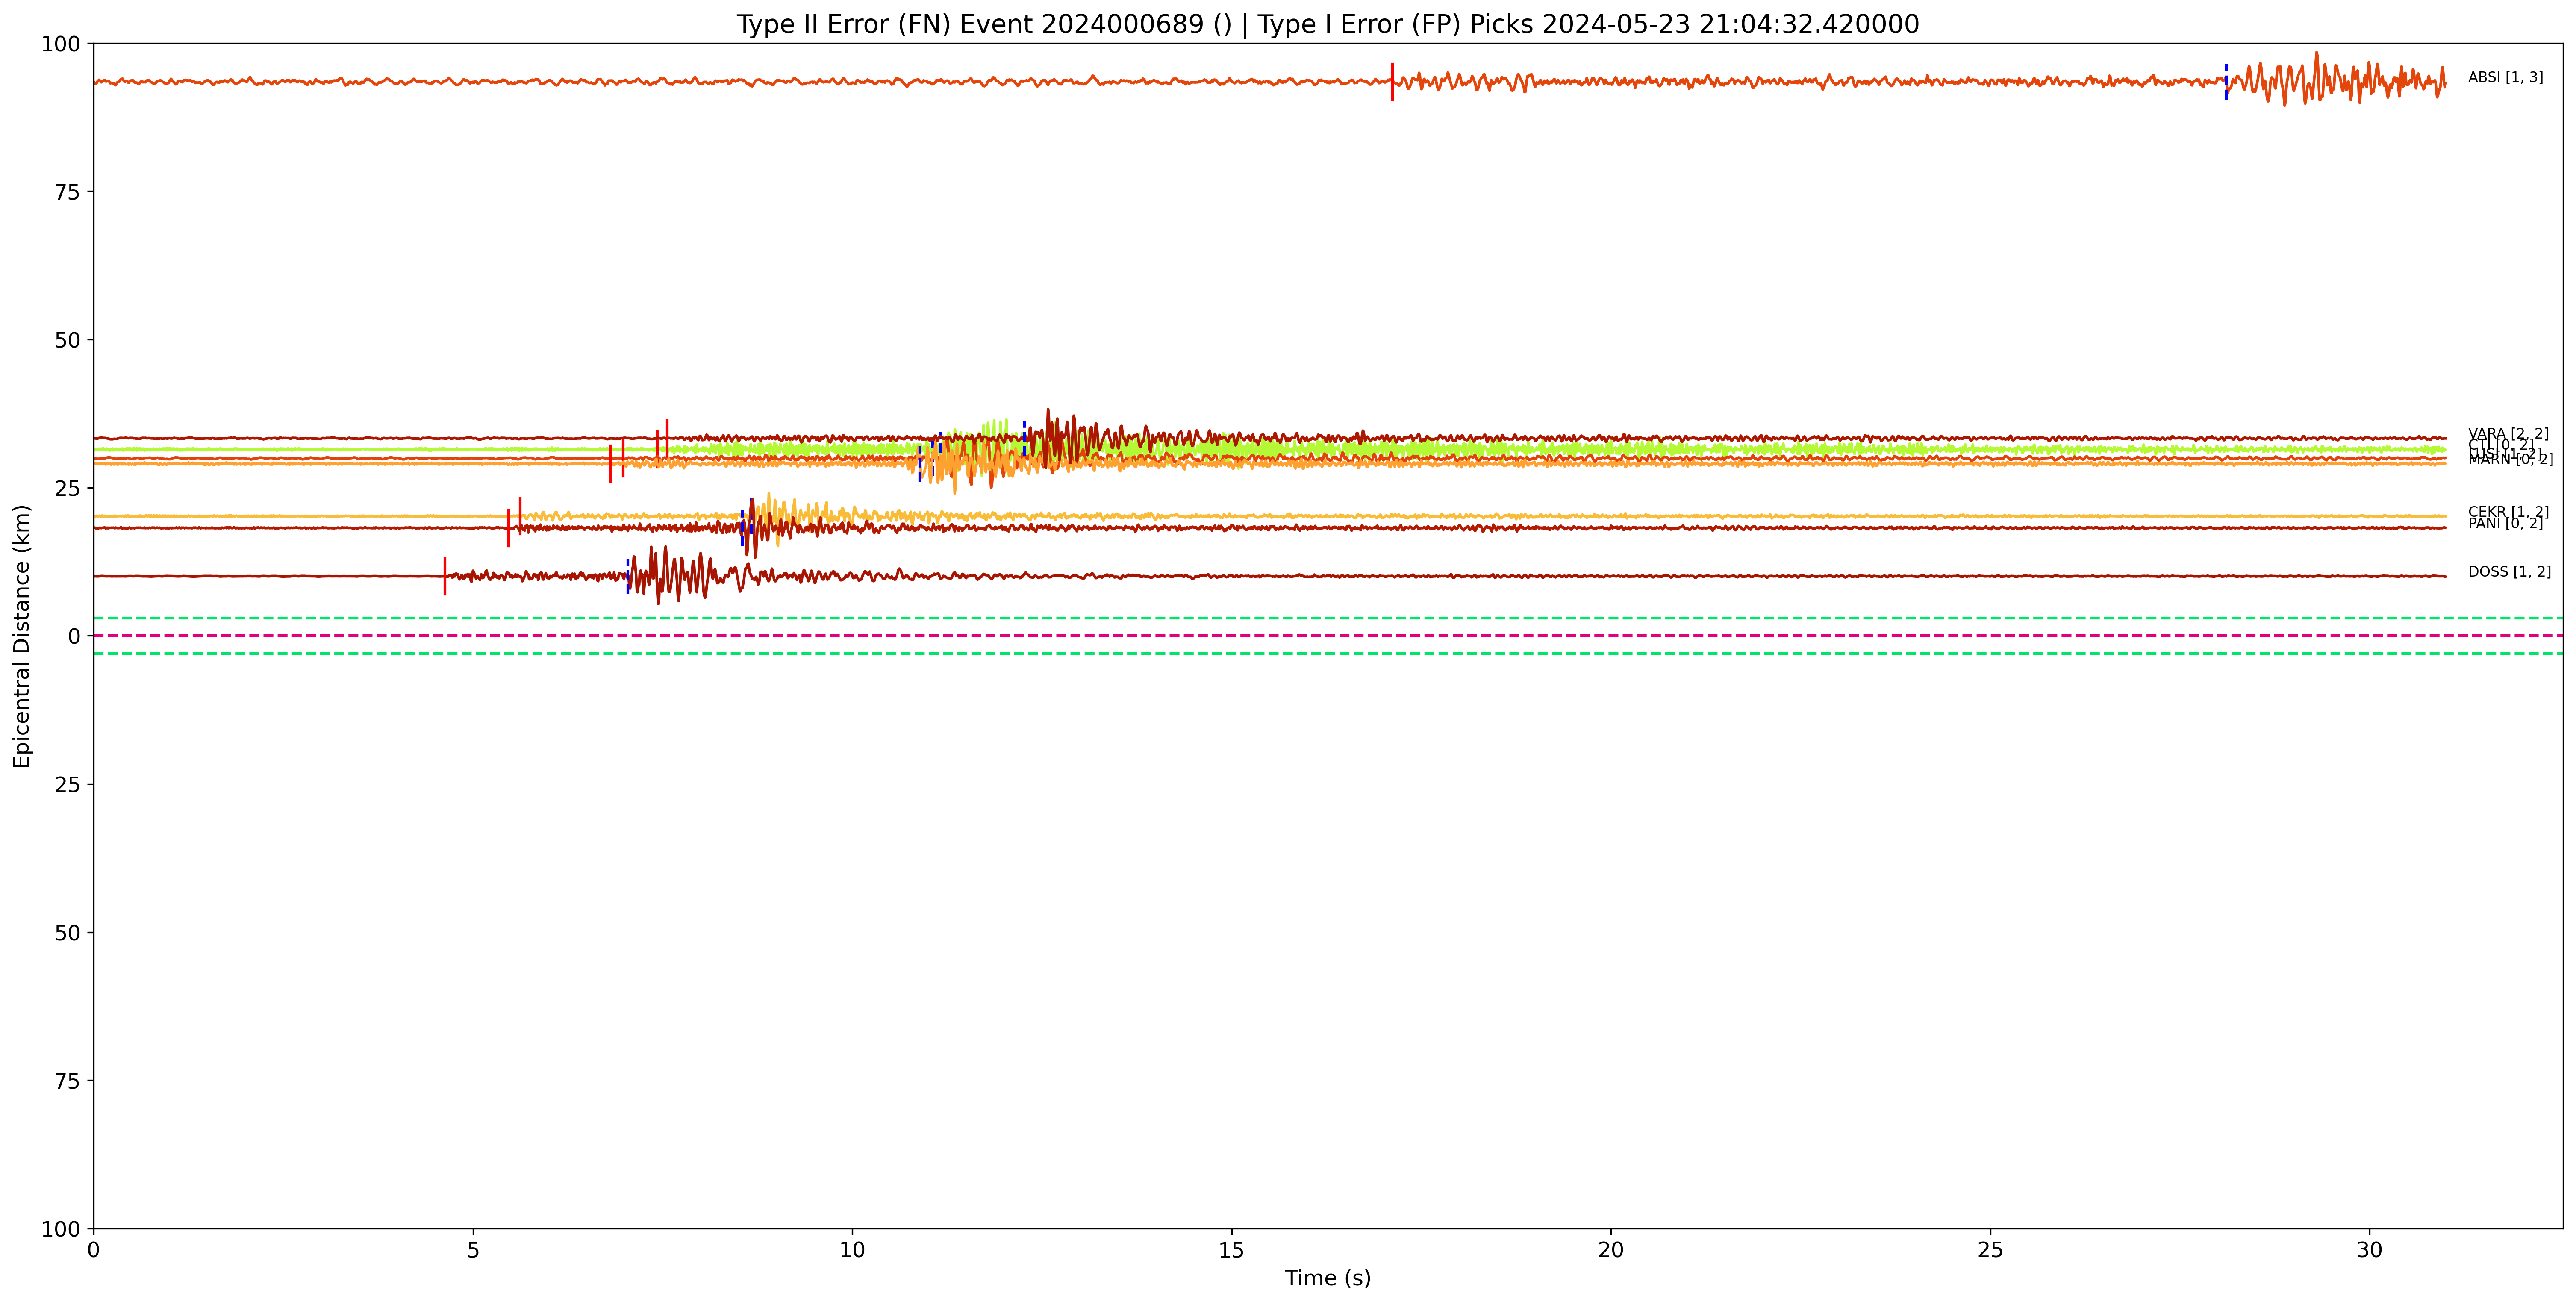 Type II Error (FN) Event 2024000689 () | Type I Error (FP) Picks 2024-05-23 21:04:32.420000
100
ABSI [1, 3]
75
50
VARA [2, 2]
CTI [0, 2]
MARN [0, 2]
25
CEKR [1, 2]
PANI [0, 2]
DOSS [1, 2]
0
25
50
75
100
Epicentral Distance (km)
0 5 10 15 20 25 30
Time (s)